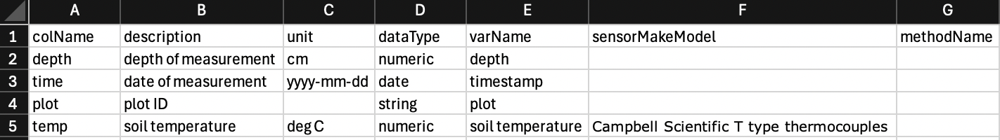 A B C D E F G
1 colName description unit dataType varName sensorMakeModel methodName
2 depth depth of measurement cm numeric depth
3 time date of measurement yyyy-mm-dd date timestamp
4 plot plot ID string plot
5 temp soil temperature deg C numeric soil temperature Campbell Scientific T type thermocouples